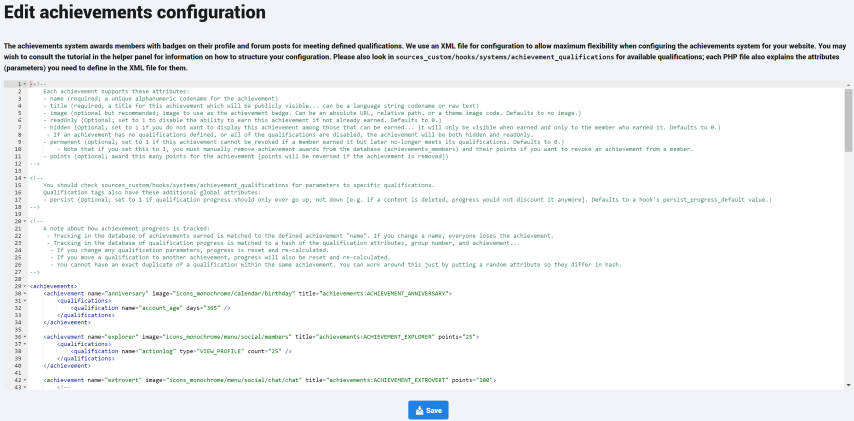 Edit achievements configuration
The achievements system awards members with badges on their profile and forum posts for meeting defined qualifications. We use an XML file for configuration to allow maximum flexibility when configuring the achievements system for your website. You may
wish to consult the tutorial in the helper panel for information on how to structure your configuration. Please also look in sources_custom/hooks/systems/achievement_qualifications for available qualifications; each PHP file also explains the attributes
(parameters) you need to define in the XML file for them.
1 <!--
2 Each achievement supports these attributes:
3 - name (required; a unique alphanumeric codename for the achievement)
4 - title (required; a title for this achievement which will be publicly visible... can be a language string codename or raw text)
5 - image (optional but recommended; image to use as the achievement badge. Can be an absolute URL, relative path, or a theme image code. Defaults to no image.)
6 - readOnly (Optional; set to 1 to disable the ability to earn this achievement if not already earned. Defaults to 0.)
7 - hidden (Optional; set to 1 if you do not want to display this achievement among those that can be earned... it will only be visible when earned and only to the member who earned it. Defaults to 0.)
8 - if an achievement has no qualifications defined, or all of the qualifications are disabled, the achievement will be both hidden and readOnly.
9 - permanent (optional; set to 1 if this achievement cannot be revoked if a member earned it but later no-longer meets its qualifications. Defaults to 0.)
10 - Note that if you set this to 1, you must manually remove achievement awards from the database (achievements_members) and their points if you want to revoke an achievement from a member.
11 - points (optional; award this many points for the achievement [points will be reversed if the achievement is removed])
12 -->
13
14 <!--
15 You should check sources_custom/hooks/systems/achievement_qualifications for parameters to specific qualifications.
16 Qualification tags also have these additional global attributes:
17 - persist (Optional; set to 1 if qualification progress should only ever go up, not down [e.g. if a content is deleted, progress would not discount it anymore]. Defaults to a hook's persist_progress_default value.)
18 -->
19
20 <!--
21 A note about how achievement progress is tracked:
22 - Tracking in the database of achievements earned is matched to the defined achievement "name". If you change a name, everyone loses the achievement.
23 - Tracking in the database of qualification progress is matched to a hash of the qualification attributes, group number, and achievement...
24 - If you change any qualification parameters, progress is reset and re-calculated.
25 - If you move a qualification to another achievement, progress will also be reset and re-calculated.
26 - You cannot have an exact duplicate of a qualification within the same achievement. You can work around this just by putting a random attribute so they differ in hash.
27 -->
28
29 <achievements>
30 <achievement name="anniversary" image="icons_monochrome/calendar/birthday" title="achievements:ACHIEVEMENT_ANNIVERSARY">
31 <qualifications>
32 <qualification name="account_age" days="365" />
33 </qualifications>
34 </achievement>
35
36 <achievement name="explorer" image="icons_monochrome/menu/social/members" title="achievements:ACHIEVEMENT_EXPLORER" points="25">
37 <qualifications>
38 <qualification name="actionlog" type="VIEW_PROFILE" count="25" />
39 </qualifications>
40 </achievement>
41
42 <achievement name="extrovert" image="icons_monochrome/menu/social/chat/chat" title="achievements:ACHIEVEMENT_EXTROVERT" points="100">
43 <!--
Save